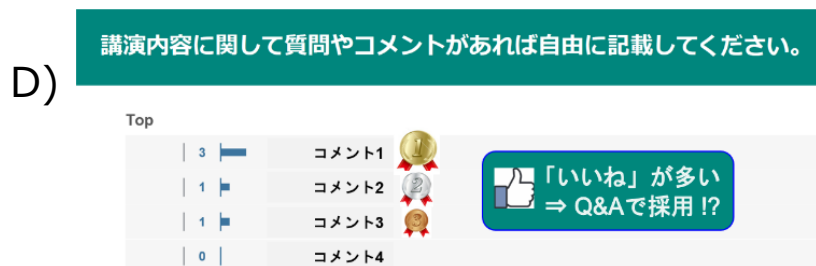 講演内容に関して質問やコメントがあれば自由に記載してください。
D)
Top
3 コメント1 1
1 コメント2 2
1 コメント3 3
0 コメント4
「いいね」が多い
⇒ Q&Aで採用 !?